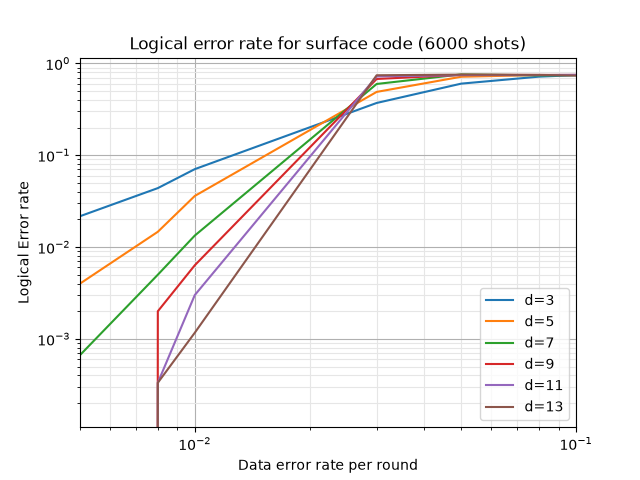 Logical error rate for surface code (6000 shots)
Logical Error rate
10⁰
10⁻¹
10⁻²
10⁻³
d=3
d=5
d=7
d=9
d=11
d=13
10⁻²
10⁻¹
Data error rate per round